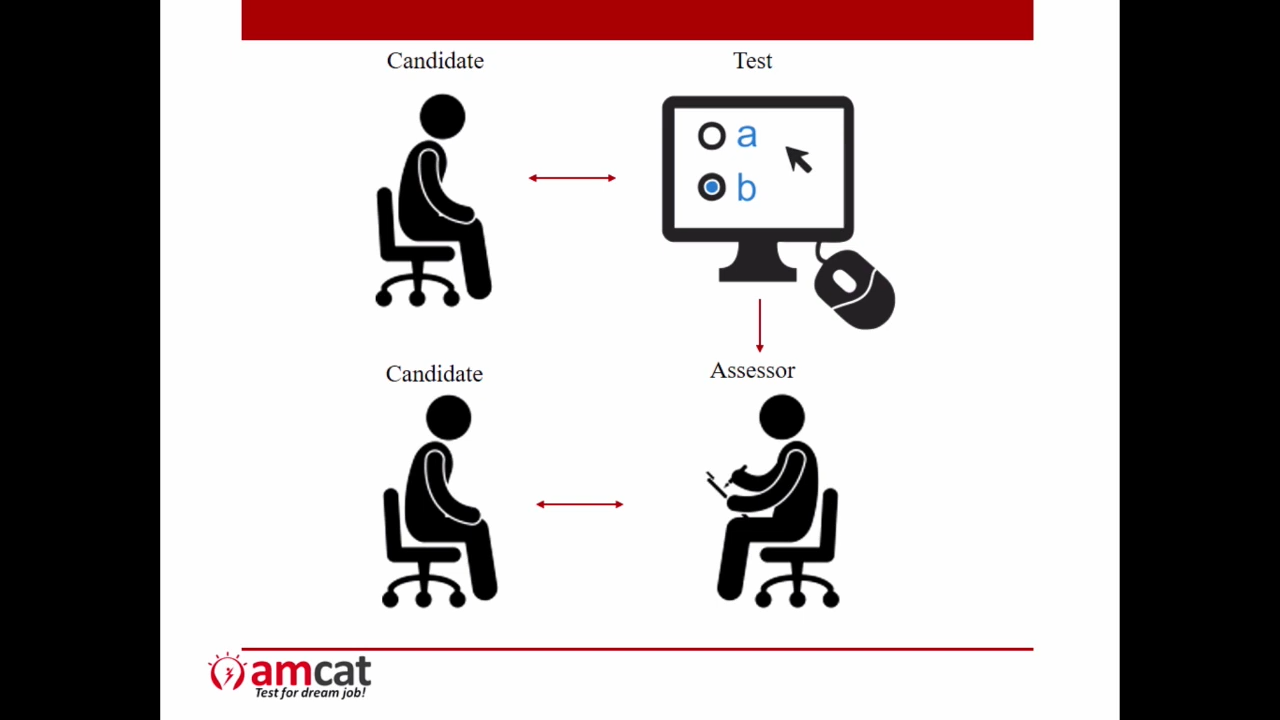 Candidate
Test
a
b
Candidate
Assessor
amcat
Test for dream job!